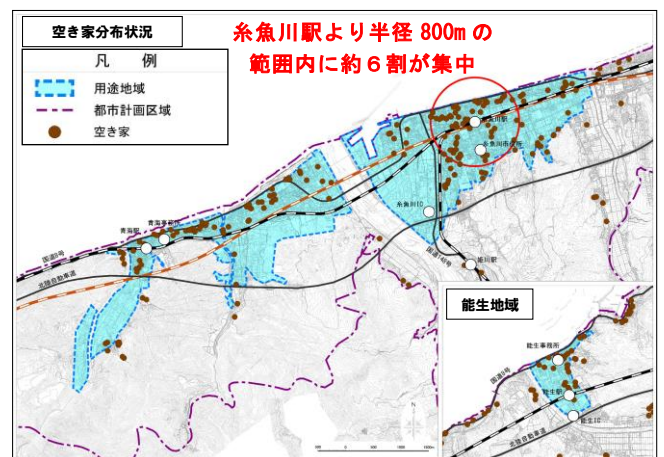 空き家分布状況
糸魚川駅より半径800mの
範囲内に約６割が集中
凡 例
用途地域
都市計画区域
空き家
糸魚川駅
糸魚川市役所
糸魚川IC
青海事務所
青海駅
国道8号
北陸自動車道
国道148号
姫川駅
能生地域
能生事務所
国道8号
能生駅
能生IC
北陸自動車道